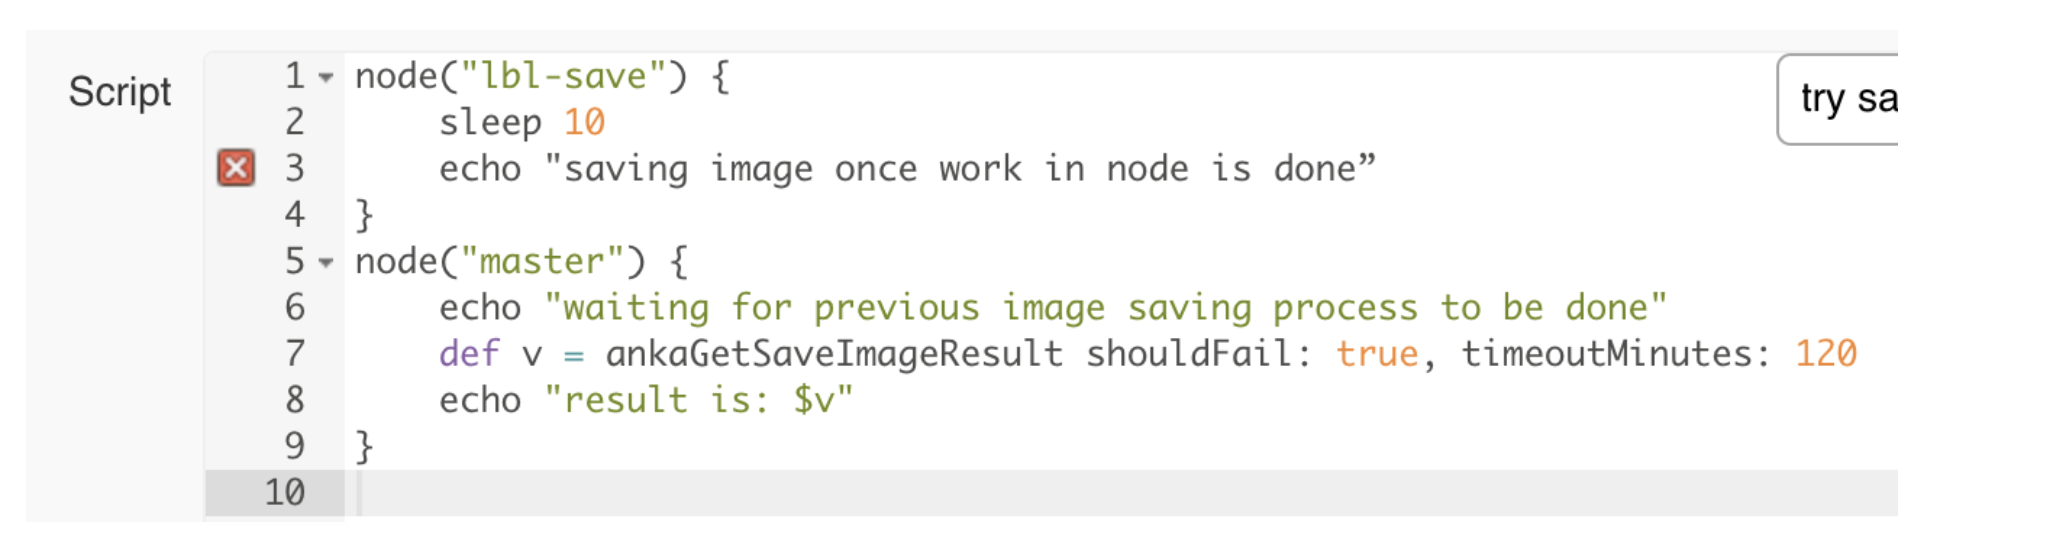 Script
1 node("lbl-save") {
try sa
2     sleep 10
3     echo "saving image once work in node is done”
4 }
5 node("master") {
6     echo "waiting for previous image saving process to be done"
7     def v = ankaGetSaveImageResult shouldFail: true, timeoutMinutes: 120
8     echo "result is: $v"
9 }
10